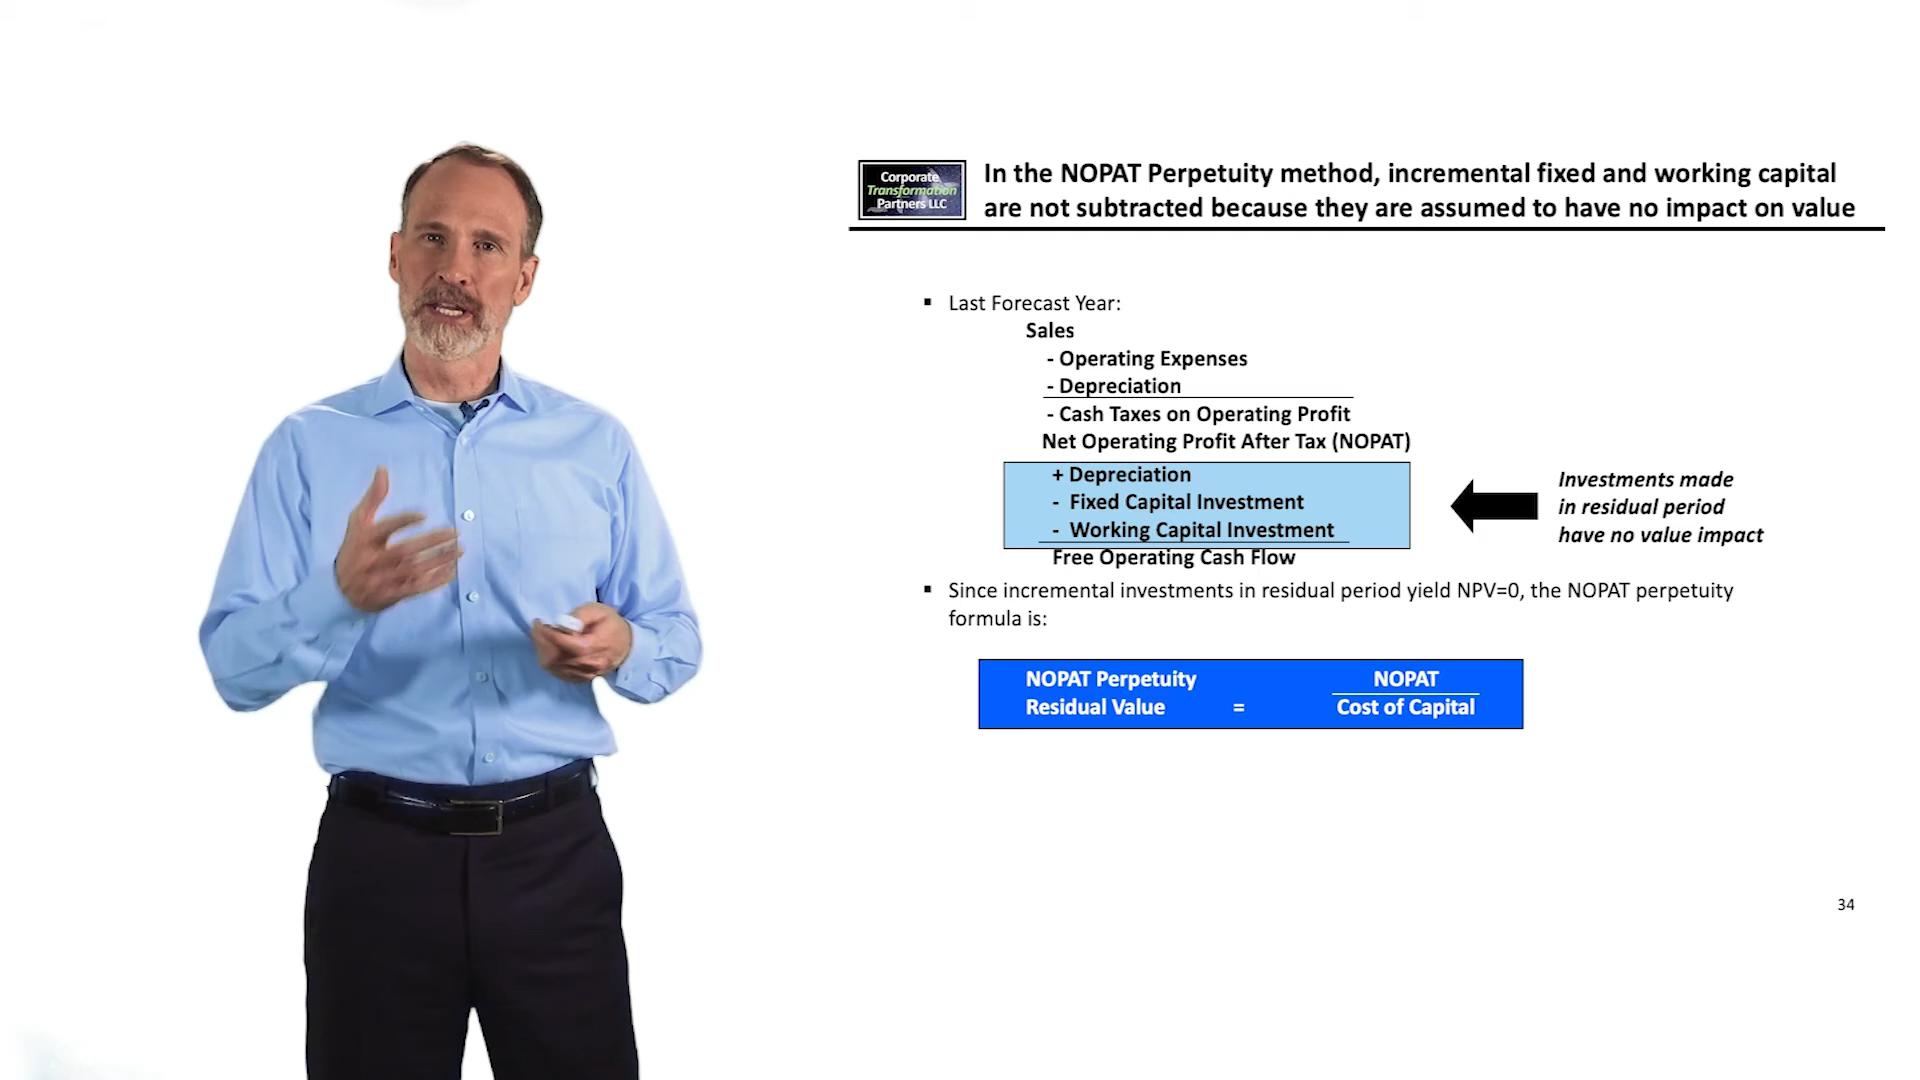 Corporate
Transformation
Partners LLC
In the NOPAT Perpetuity method, incremental fixed and working capital
are not subtracted because they are assumed to have no impact on value
▪ Last Forecast Year:
Sales
- Operating Expenses
- Depreciation
- Cash Taxes on Operating Profit
Net Operating Profit After Tax (NOPAT)
+ Depreciation
- Fixed Capital Investment
- Working Capital Investment
Free Operating Cash Flow
Investments made
in residual period
have no value impact
▪ Since incremental investments in residual period yield NPV=0, the NOPAT perpetuity
formula is:
NOPAT Perpetuity NOPAT
Residual Value = Cost of Capital
34